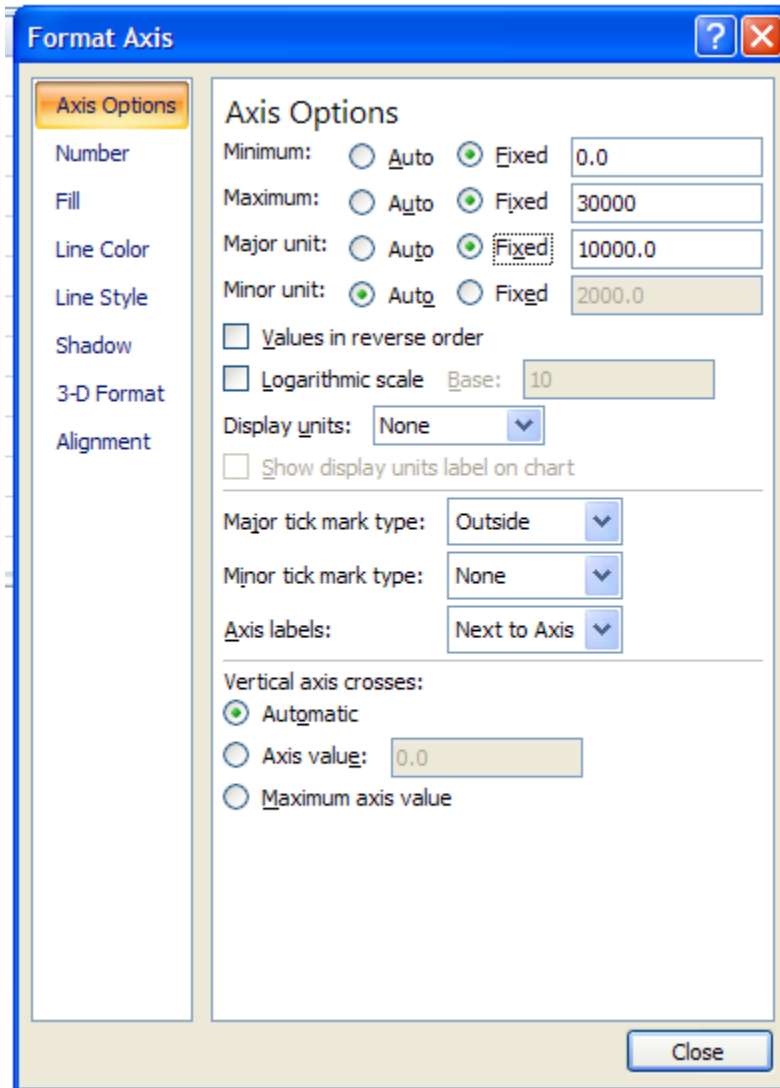 Format Axis
?
Axis Options
Number
Fill
Line Color
Line Style
Shadow
3-D Format
Alignment
Axis Options
Minimum: Auto Fixed 0.0
Maximum: Auto Fixed 30000
Major unit: Auto Fixed 10000.0
Minor unit: Auto Fixed 2000.0
Values in reverse order
Logarithmic scale Base: 10
Display units: None
Show display units label on chart
Major tick mark type: Outside
Minor tick mark type: None
Axis labels: Next to Axis
Vertical axis crosses:
Automatic
Axis value: 0.0
Maximum axis value
Close